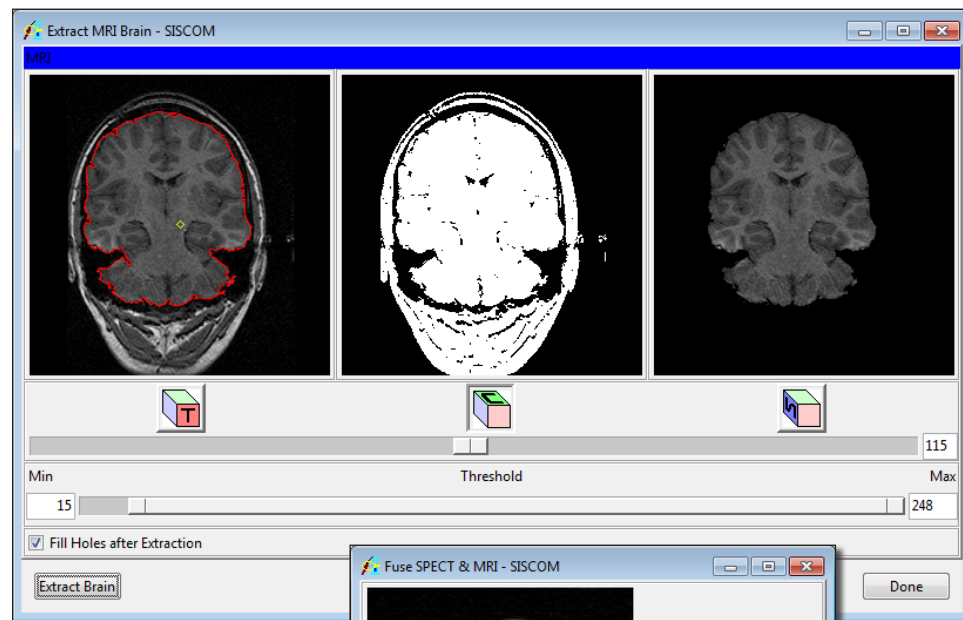 Extract MRI Brain - SISCOM
MRI
T
U
S
115
Min Threshold Max
15 248
Fill Holes after Extraction
Extract Brain Done
Fuse SPECT & MRI - SISCOM